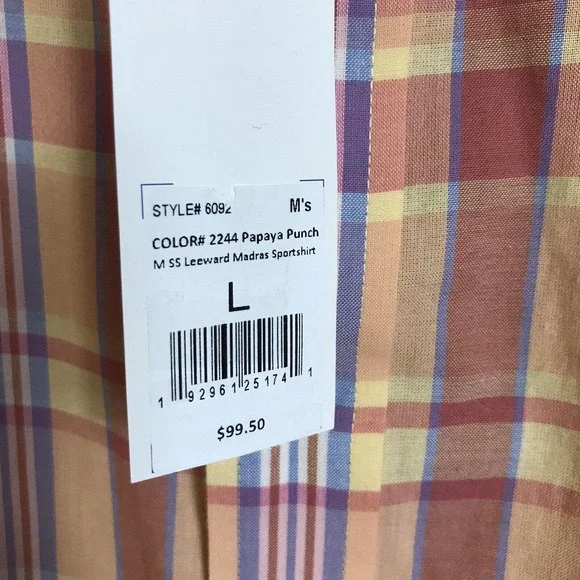 STYLE# 6092 M's
COLOR# 2244 Papaya Punch
M SS Leeward Madras Sportshirt
L
1 92961 25174 1
$99.50